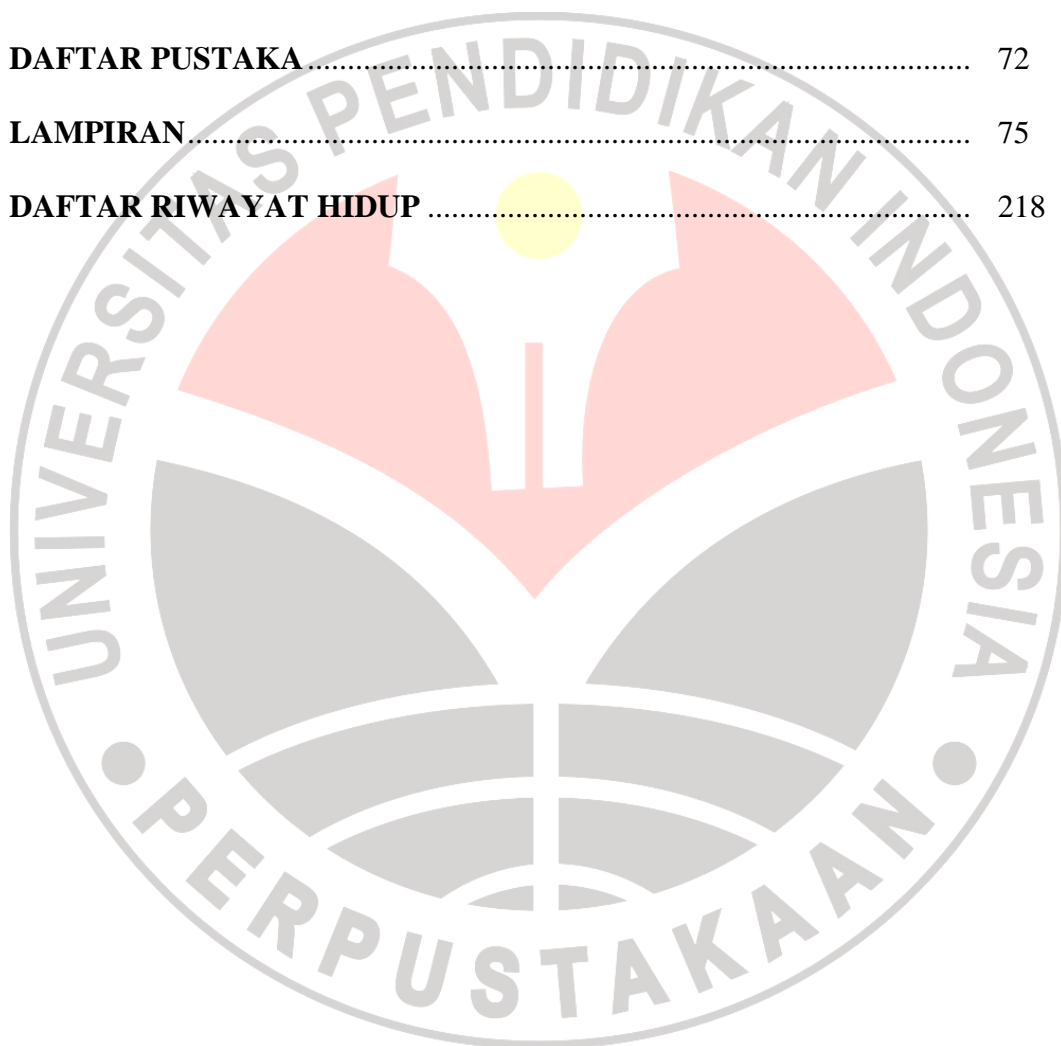 DAFTAR PUSTAKA ........................................................................ 72
LAMPIRAN ........................................................................ 75
DAFTAR RIWAYAT HIDUP ........................................................................ 218
UNIVERSITAS PENDIDIKAN INDONESIA
• PERPUSTAKAAN •